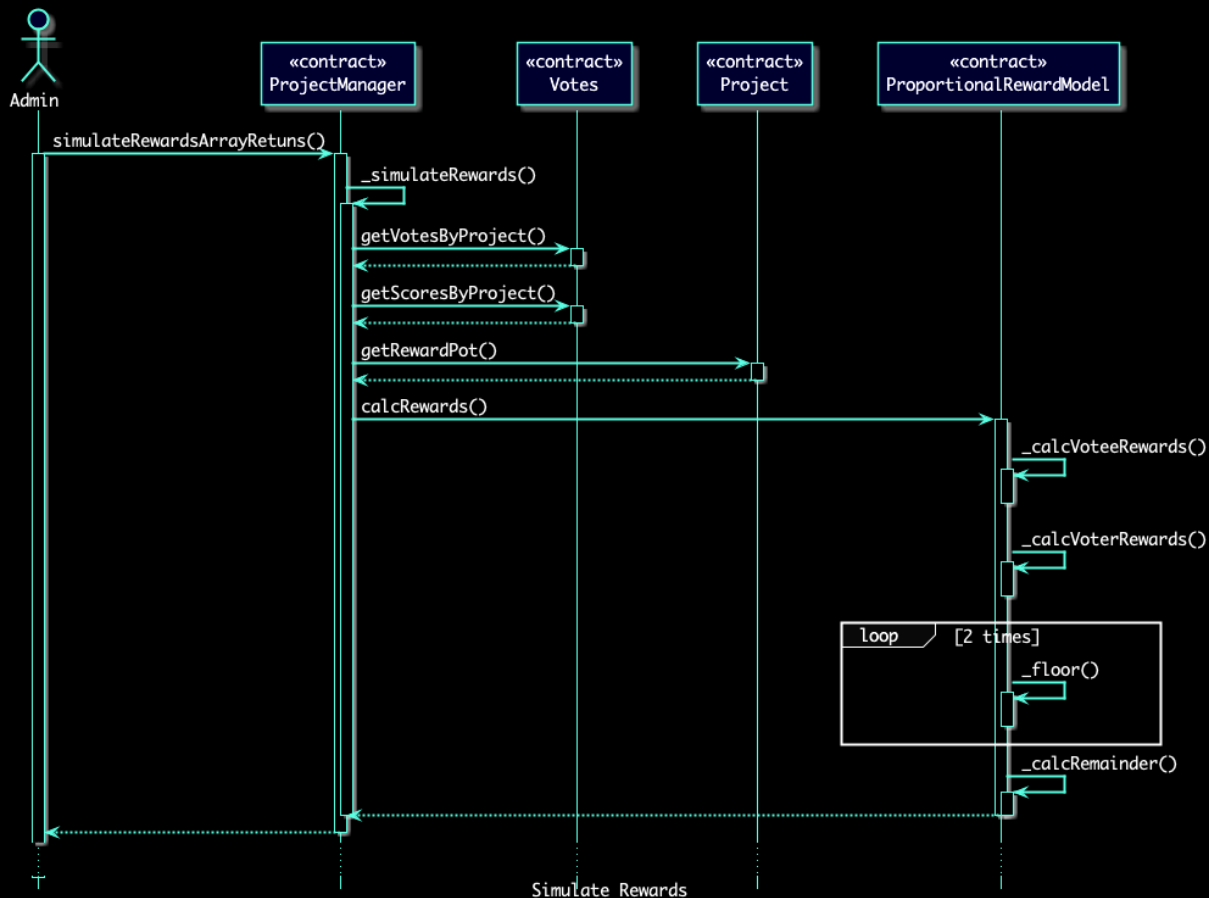 Admin
«contract»
ProjectManager
«contract»
Votes
«contract»
Project
«contract»
ProportionalRewardModel
simulateRewardsArrayRetuns()
_simulateRewards()
getVotesByProject()
getScoresByProject()
getRewardPot()
calcRewards()
_calcVoteeRewards()
_calcVoterRewards()
loop [2 times]
_floor()
_calcRemainder()
Simulate Rewards